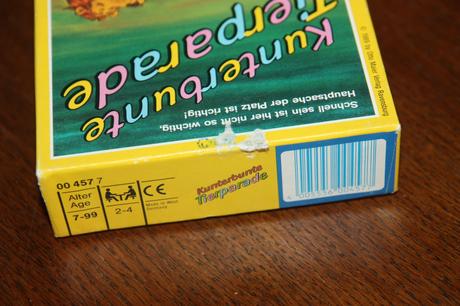 Kunterbunte
Tierparade
Schnell sein ist hier nicht so wichtig.
Hauptsache der Platz ist richtig!
00 457 7
Alter
Age
7-99
2-4
CE
Made in West
Germany
Kunterbunte
Tierparade